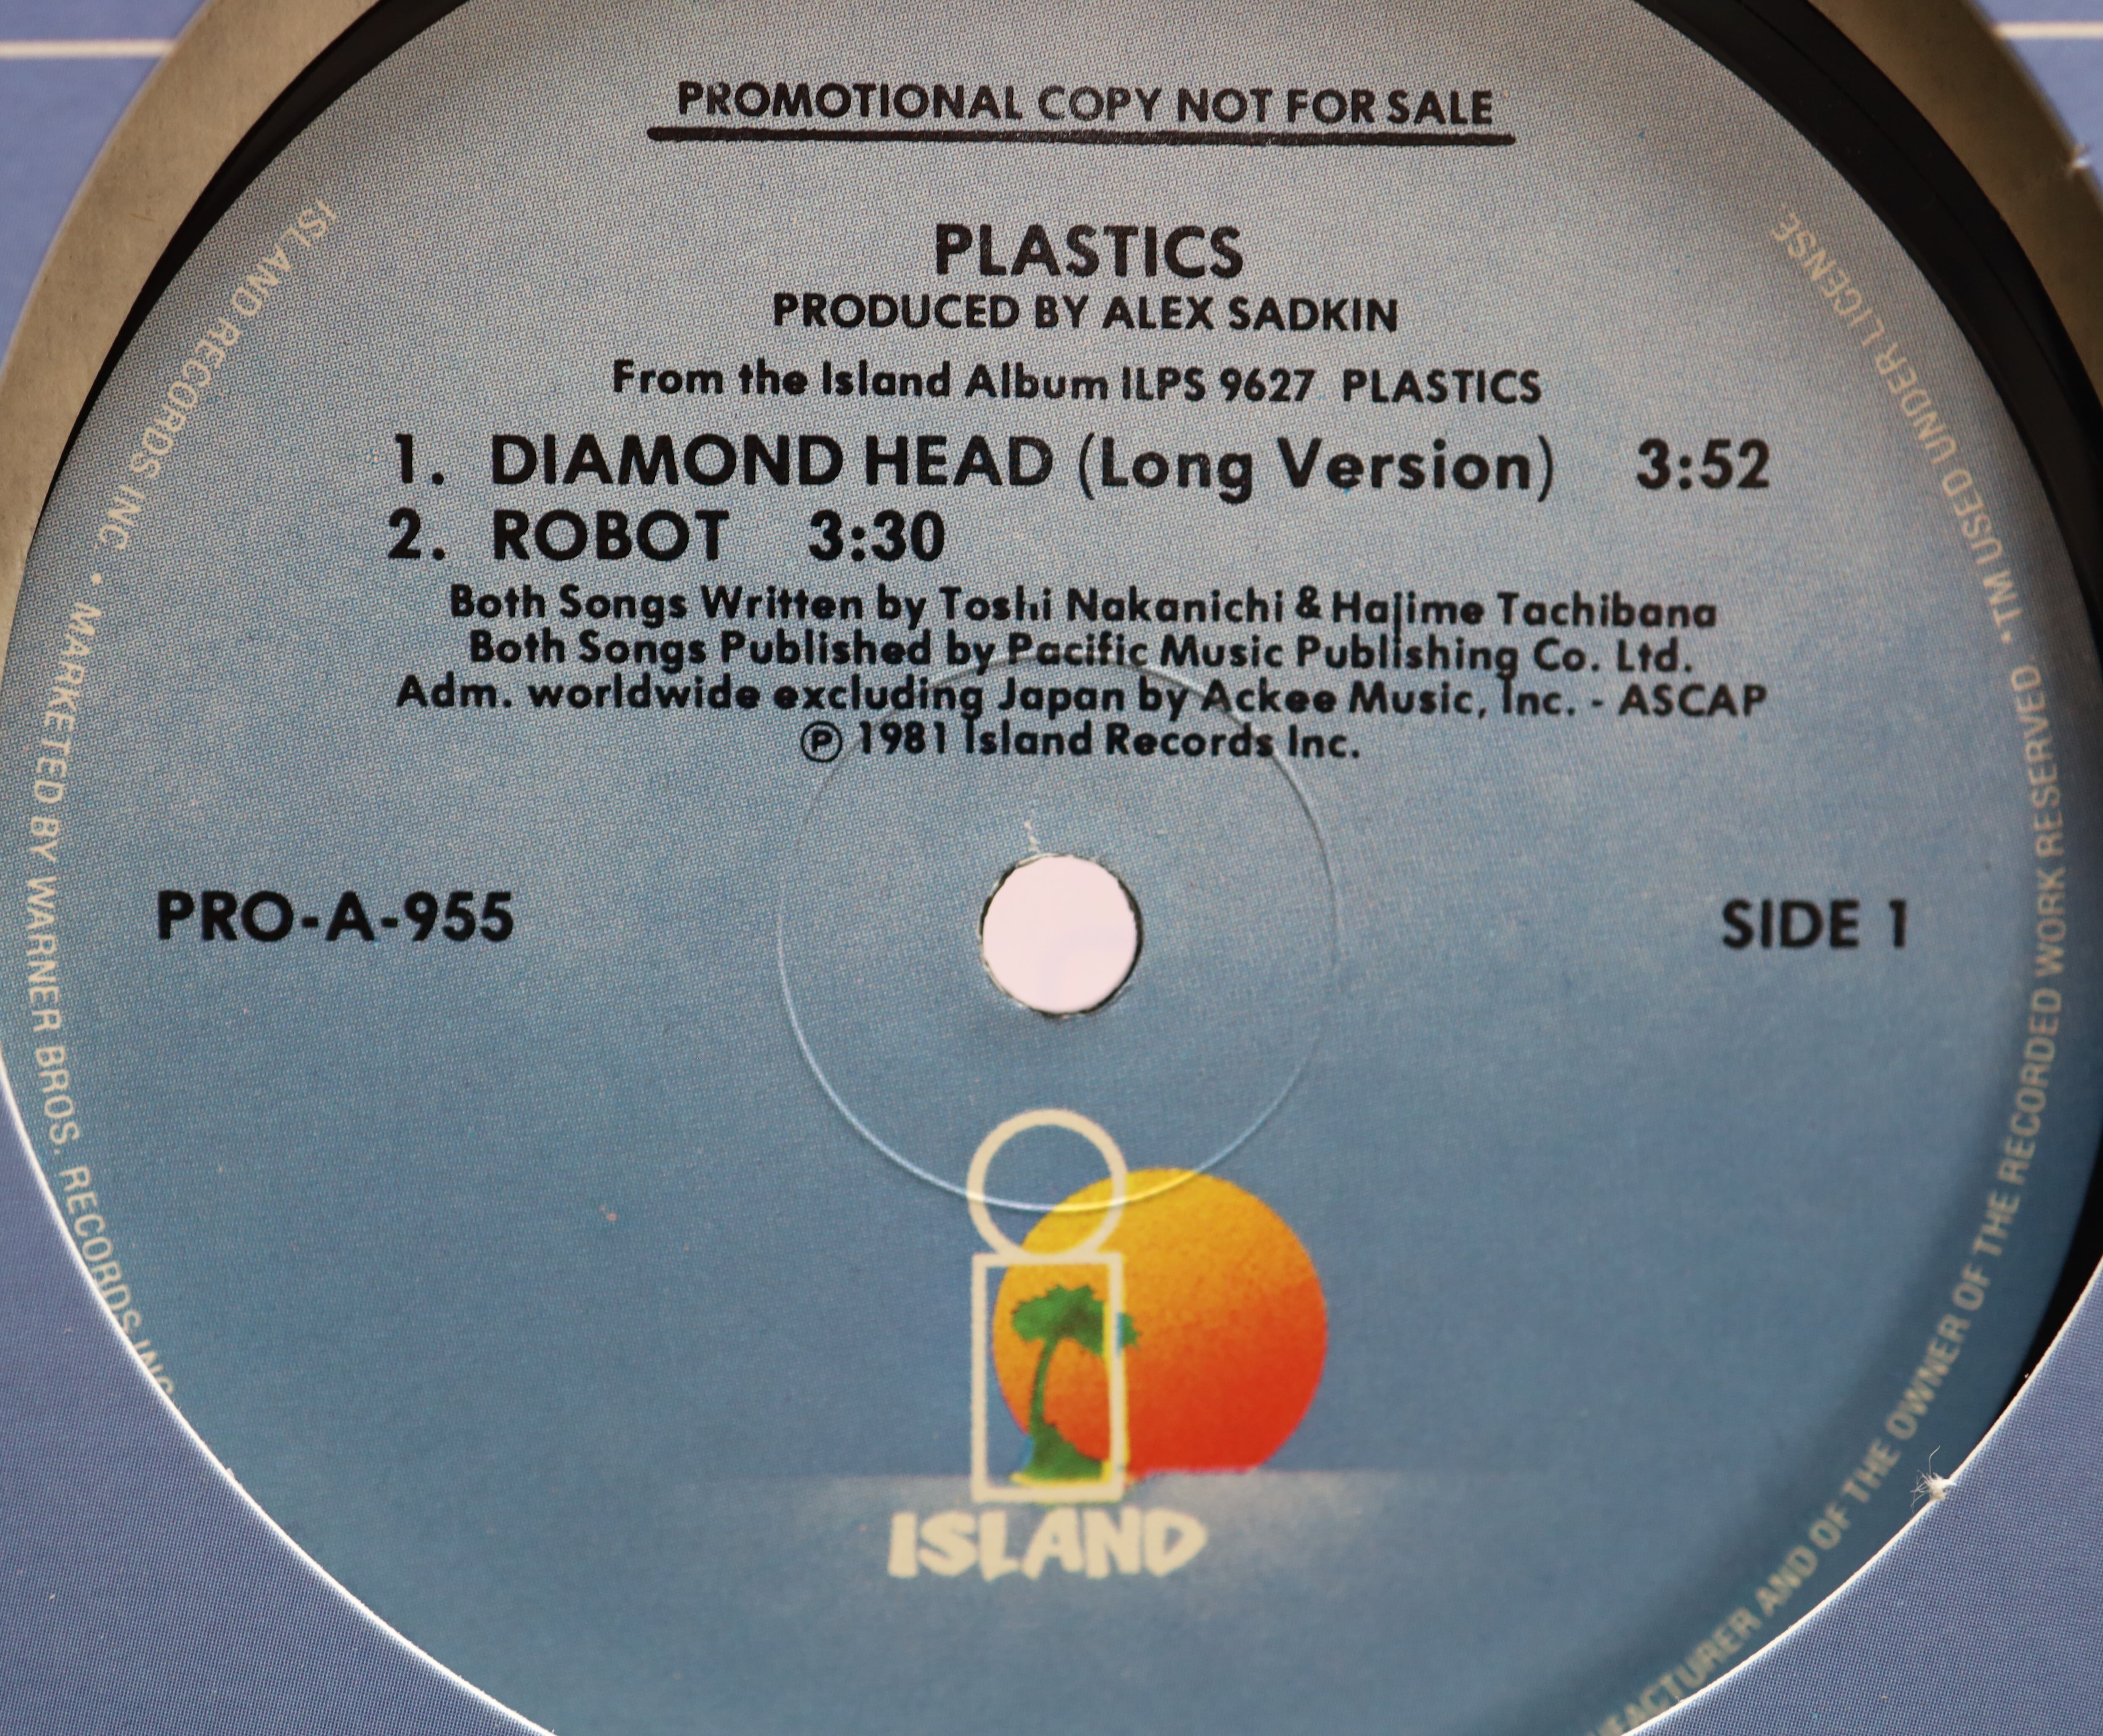 PROMOTIONAL COPY NOT FOR SALE
PLASTICS
PRODUCED BY ALEX SADKIN
From the Island Album ILPS 9627 PLASTICS
1. DIAMOND HEAD (Long Version) 3:52
2. ROBOT 3:30
Both Songs Written by Toshi Nakanichi & Hajime Tachibana
Both Songs Published by Pacific Music Publishing Co. Ltd.
Adm. worldwide excluding Japan by Ackee Music, Inc. - ASCAP
℗ 1981 Island Records Inc.
PRO-A-955
SIDE 1
ISLAND
ISLAND RECORDS INC. • MARKETED BY WARNER BROS. RECORDS INC.
AND OF THE OWNER OF THE RECORDED WORK RESERVED • TM USED UNDER LICENSE.